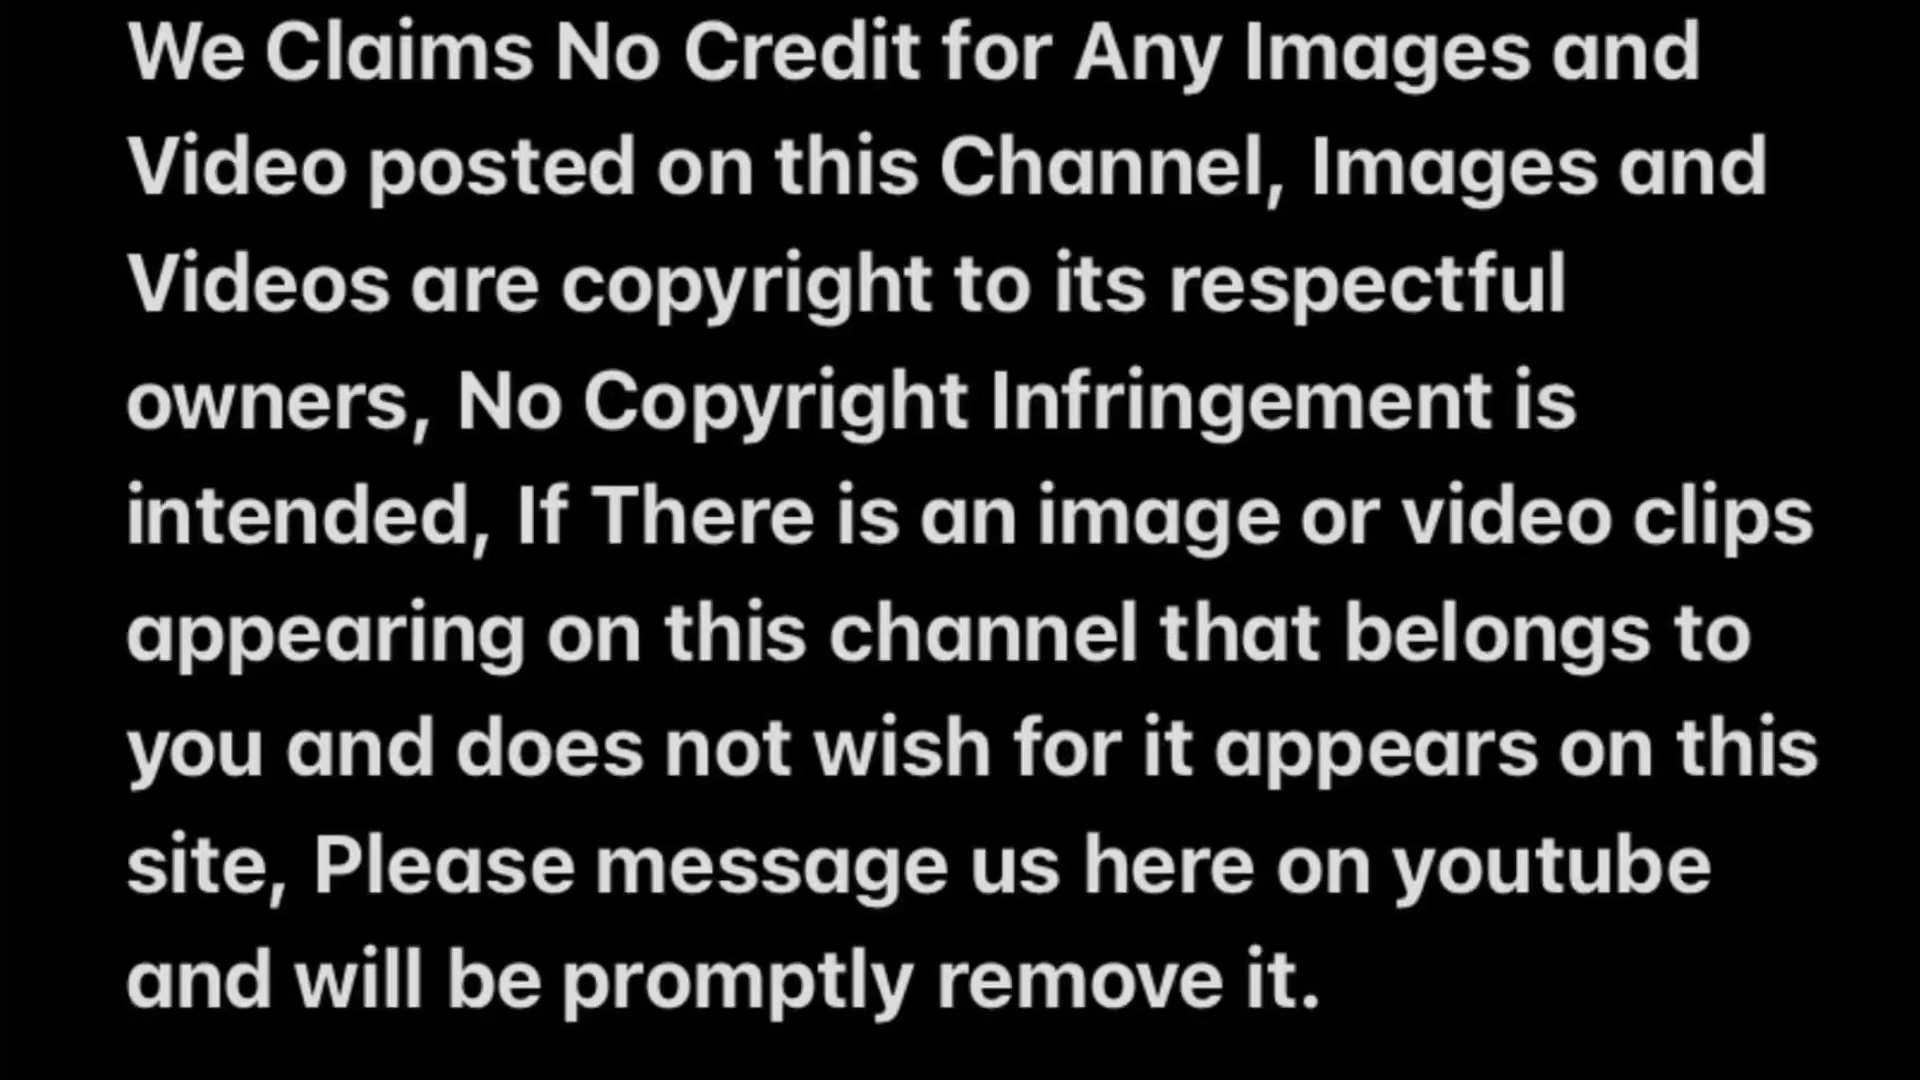 We Claims No Credit for Any Images and
Video posted on this Channel, Images and
Videos are copyright to its respectful
owners, No Copyright Infringement is
intended, If There is an image or video clips
appearing on this channel that belongs to
you and does not wish for it appears on this
site, Please message us here on youtube
and will be promptly remove it.